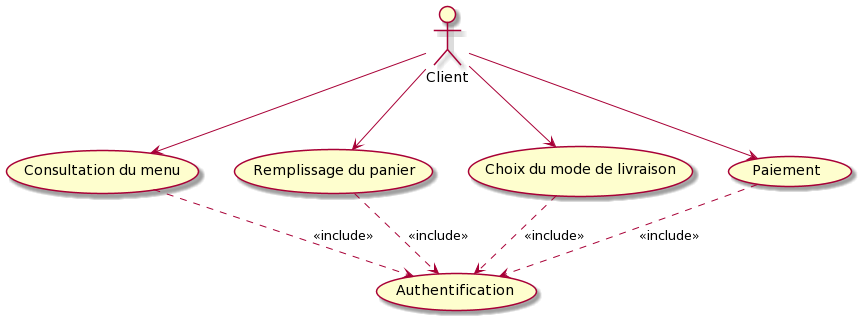 Client
Consultation du menu
Remplissage du panier
Choix du mode de livraison
Paiement
«include»
«include»
«include»
«include»
Authentification